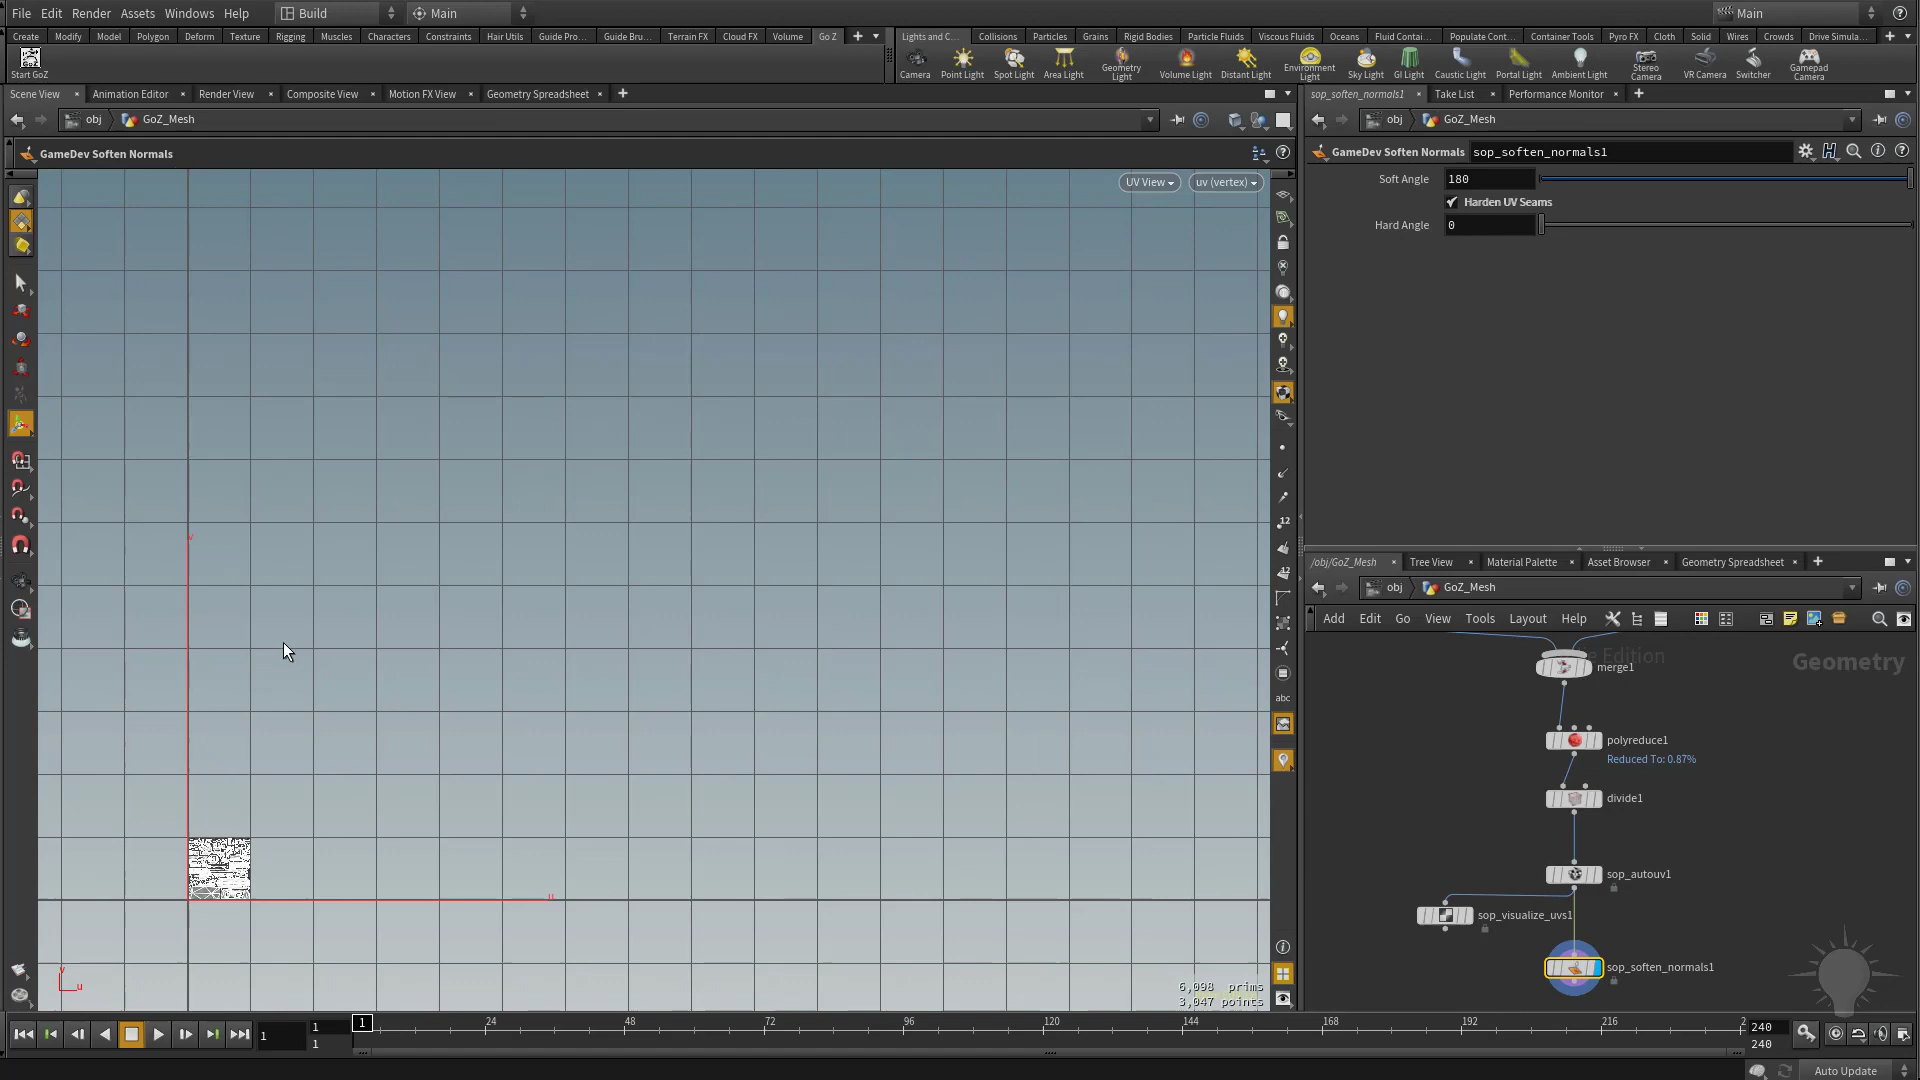 File Edit Render Assets Windows Help Build Main Main
Create Modify Model Polygon Deform Texture Rigging Muscles Characters Constraints Hair Utils Guide Pro... Guide Bru... Terrain FX Cloud FX Volume Go Z
Lights and C... Collisions Particles Grains Rigid Bodies Particle Fluids Viscous Fluids Oceans Fluid Contai... Populate Cont... Container Tools Pyro FX Cloth Solid Wires Crowds Drive Simula...
Start GoZ
Camera Point Light Spot Light Area Light Geometry Light Volume Light Distant Light Environment Light Sky Light GI Light Caustic Light Portal Light Ambient Light Stereo Camera VR Camera Switcher Gamepad Camera
Scene View Animation Editor Render View Composite View Motion FX View Geometry Spreadsheet
sop_soften_normals1 Take List Performance Monitor
obj GoZ_Mesh
obj GoZ_Mesh
GameDev Soften Normals
GameDev Soften Normals sop_soften_normals1
UV View uv (vertex)
Soft Angle 180
Harden UV Seams
Hard Angle 0
v
u
v
u
12
12
abc
6,098 prims
3,047 points
/obj/GoZ_Mesh Tree View Material Palette Asset Browser Geometry Spreadsheet
obj GoZ_Mesh
Add Edit Go View Tools Layout Help
Edition
Geometry
merge1
polyreduce1
Reduced To: 0.87%
divide1
sop_autouv1
sop_visualize_uvs1
sop_soften_normals1
1 1 1 1 24 48 72 96 120 144 168 192 216 2 240
240
Auto Update